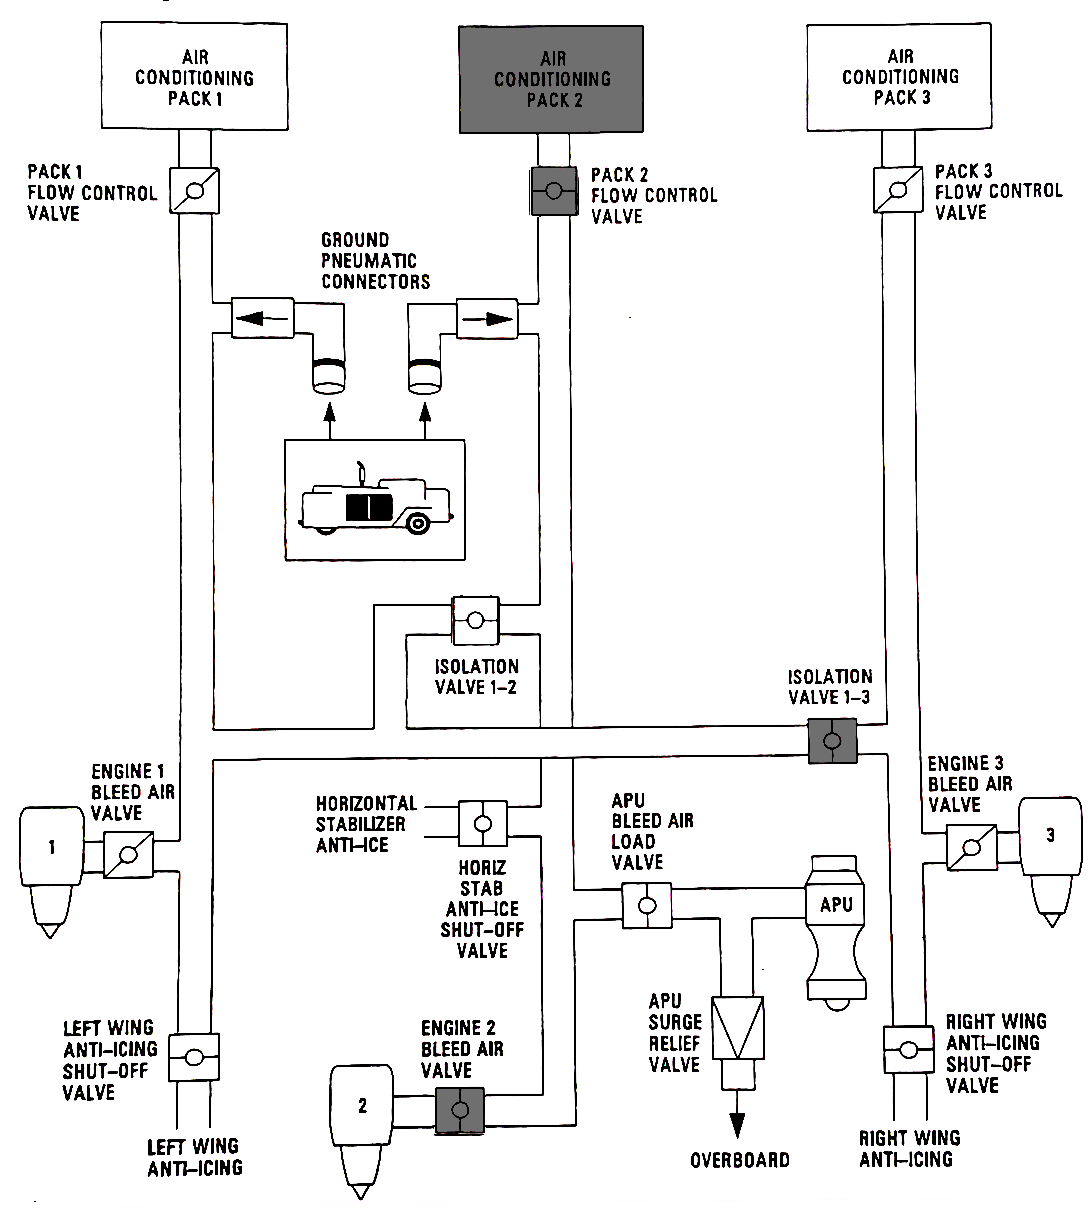 AIR
CONDITIONING
PACK 1
AIR
CONDITIONING
PACK 2
AIR
CONDITIONING
PACK 3
PACK 1
FLOW CONTROL
VALVE
PACK 2
FLOW CONTROL
VALVE
PACK 3
FLOW CONTROL
VALVE
GROUND
PNEUMATIC
CONNECTORS
ISOLATION
VALVE 1–2
ISOLATION
VALVE 1–3
ENGINE 1
BLEED AIR
VALVE
1
HORIZONTAL
STABILIZER
ANTI–ICE
HORIZ
STAB
ANTI–ICE
SHUT–OFF
VALVE
APU
BLEED AIR
LOAD
VALVE
ENGINE 3
BLEED AIR
VALVE
3
APU
LEFT WING
ANTI–ICING
SHUT–OFF
VALVE
LEFT WING
ANTI–ICING
ENGINE 2
BLEED AIR
VALVE
2
APU
SURGE
RELIEF
VALVE
OVERBOARD
RIGHT WING
ANTI–ICING
SHUT–OFF
VALVE
RIGHT WING
ANTI–ICING